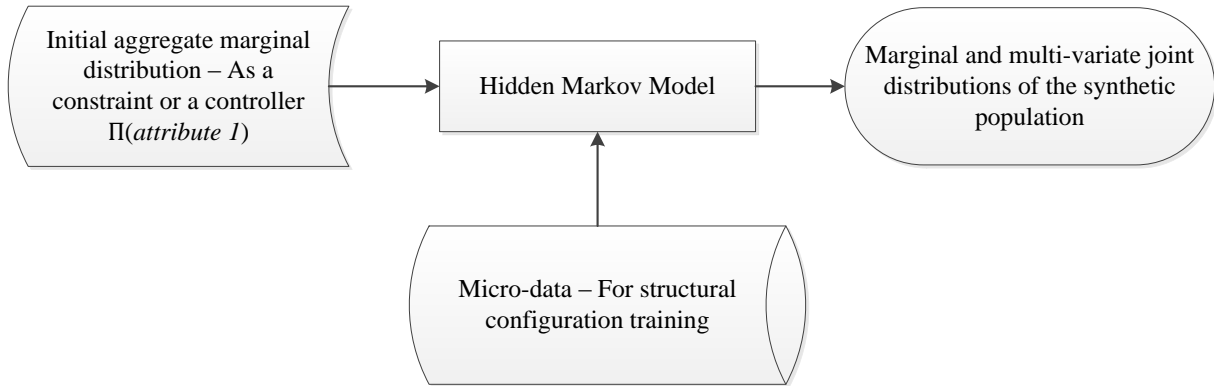 Initial aggregate marginal
distribution – As a
constraint or a controller
Π(attribute 1)
Hidden Markov Model
Marginal and multi-variate joint
distributions of the synthetic
population
Micro-data – For structural
configuration training